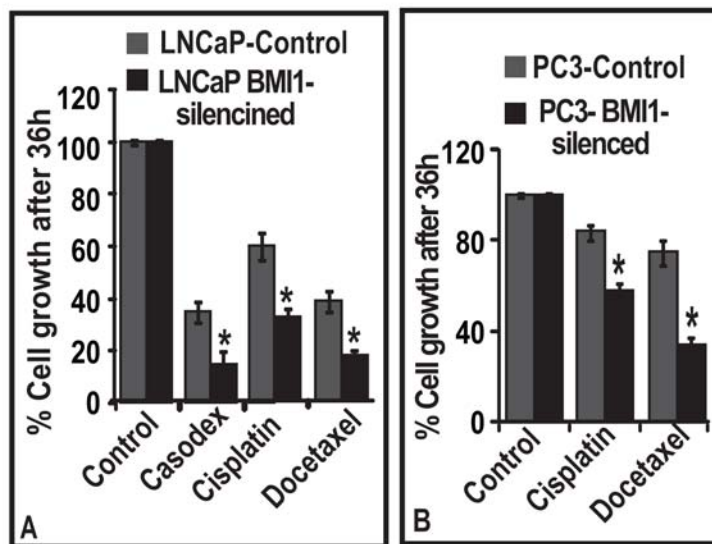 LNCaP-Control
LNCaP BMI1-
silencined
% Cell growth after 36h
120
100
80
60
40
20
0
Control
Casodex
Cisplatin
Docetaxel
*
*
*
A
PC3-Control
PC3- BMI1-
silenced
% Cell growth after 36h
120
80
40
0
Control
Cisplatin
Docetaxel
*
*
B